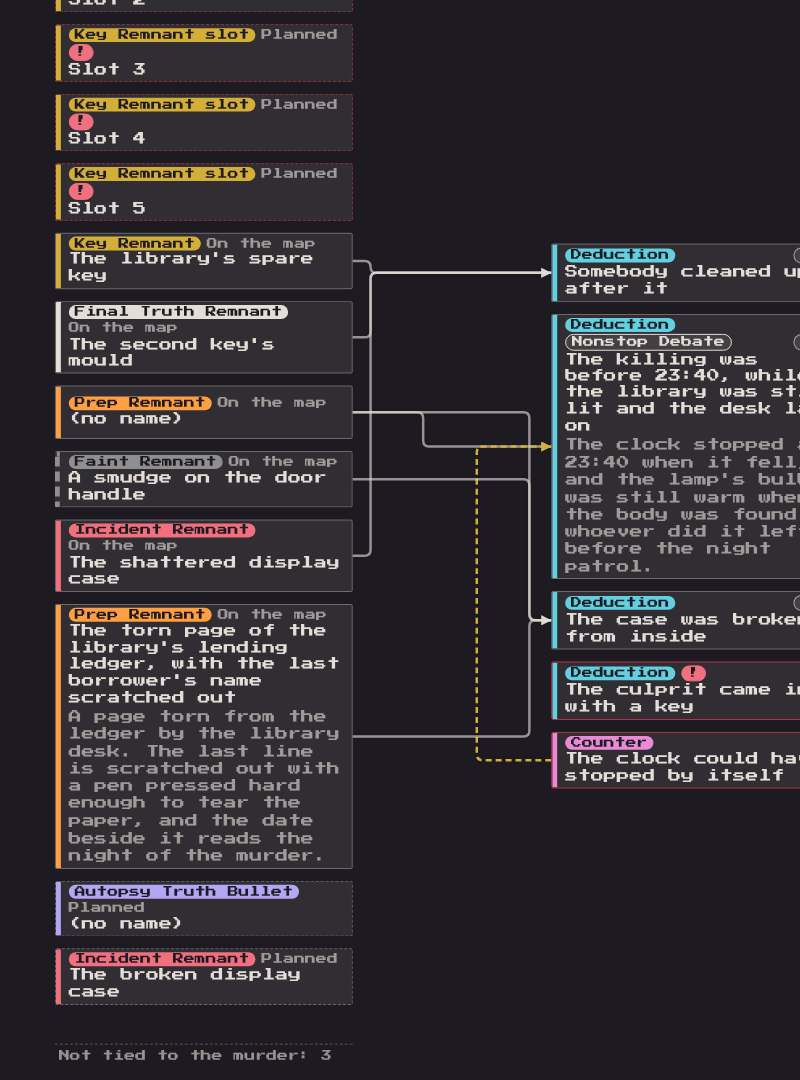 Slot 2
Key Remnant slot Planned
!
Slot 3
Key Remnant slot Planned
!
Slot 4
Key Remnant slot Planned
!
Slot 5
Key Remnant On the map
The library's spare
key
Final Truth Remnant
On the map
The second key's
mould
Prep Remnant On the map
(no name)
Faint Remnant On the map
A smudge on the door
handle
Incident Remnant
On the map
The shattered display
case
Prep Remnant On the map
The torn page of the
library's lending
ledger, with the last
borrower's name
scratched out
A page torn from the
ledger by the library
desk. The last line
is scratched out with
a pen pressed hard
enough to tear the
paper, and the date
beside it reads the
night of the murder.
Autopsy Truth Bullet
Planned
(no name)
Incident Remnant Planned
The broken display
case
Not tied to the murder: 3
Deduction
Somebody cleaned up
after it
Deduction
Nonstop Debate
The killing was
before 23:40, while
the library was
lit and the desk
on
The clock stopped
23:40 when it fell,
and the lamp's
was still warm
the body was found
whoever did it left
before the night
patrol.
Deduction
The case was broken
from inside
Deduction !
The culprit came
with a key
Counter
The clock could
stopped by itself